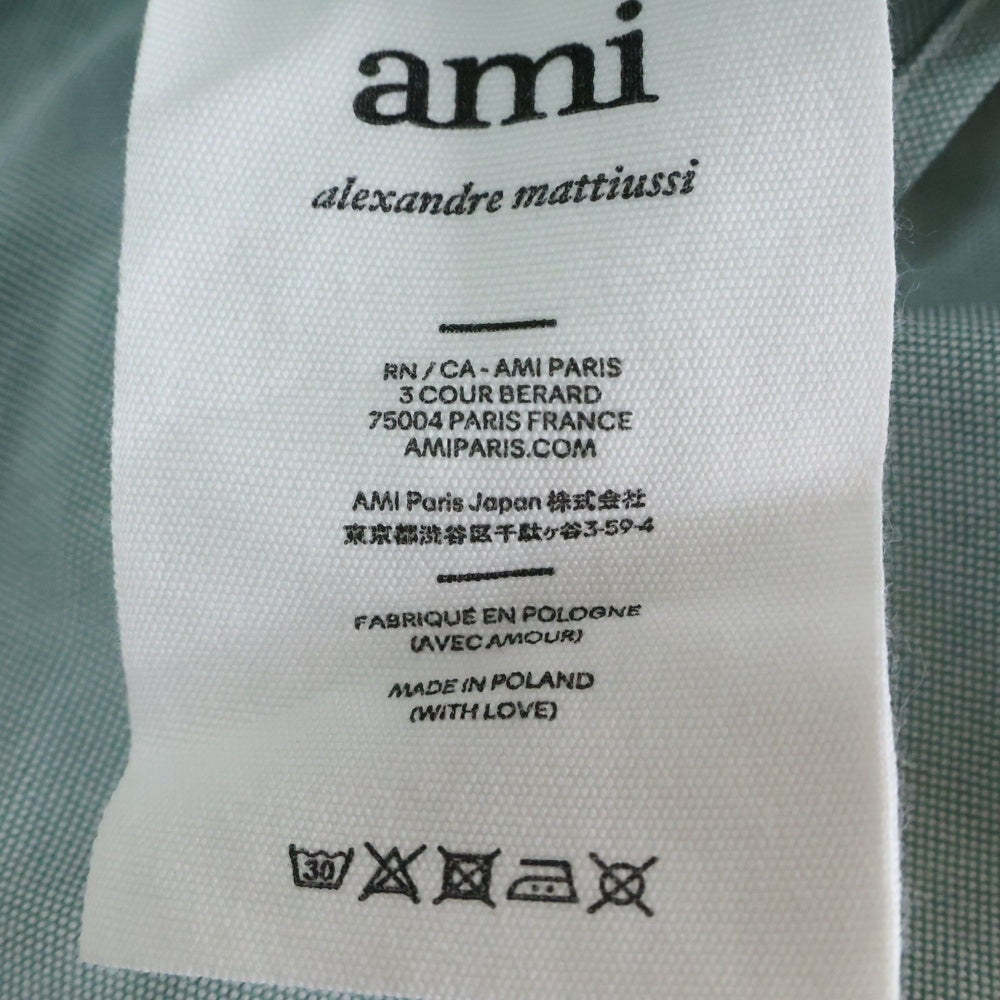 ami
alexandre mattiussi
RN / CA - AMI PARIS
3 COUR BERARD
75004 PARIS FRANCE
AMIPARIS.COM
AMI Paris Japan 株式会社
東京都渋谷区千駄ヶ谷3-59-4
FABRIQUÉ EN POLOGNE
(AVEC AMOUR)
MADE IN POLAND
(WITH LOVE)
30